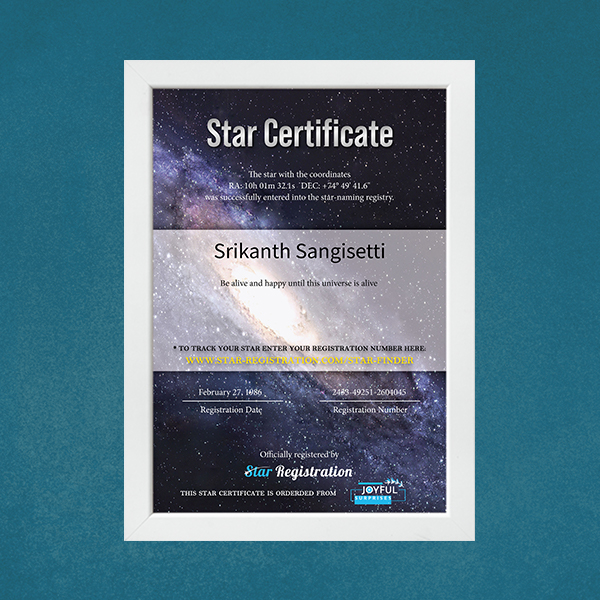 Star Certificate
The star with the coordinates
RA: 10h 01m 32.1s  DEC: +74° 49' 41.6"
was successfully entered into the star-naming registry.
Srikanth Sangisetti
Be alive and happy until this universe is alive
* TO TRACK YOUR STAR ENTER YOUR REGISTRATION NUMBER HERE:
WWW.STAR-REGISTRATION.COM/STAR-FINDER
February 27, 1986 2483-49251-2604045
Registration Date Registration Number
Officially registered by
Star Registration
THIS STAR CERTIFICATE IS ORDERDED FROM JOYFUL
SURPRISES